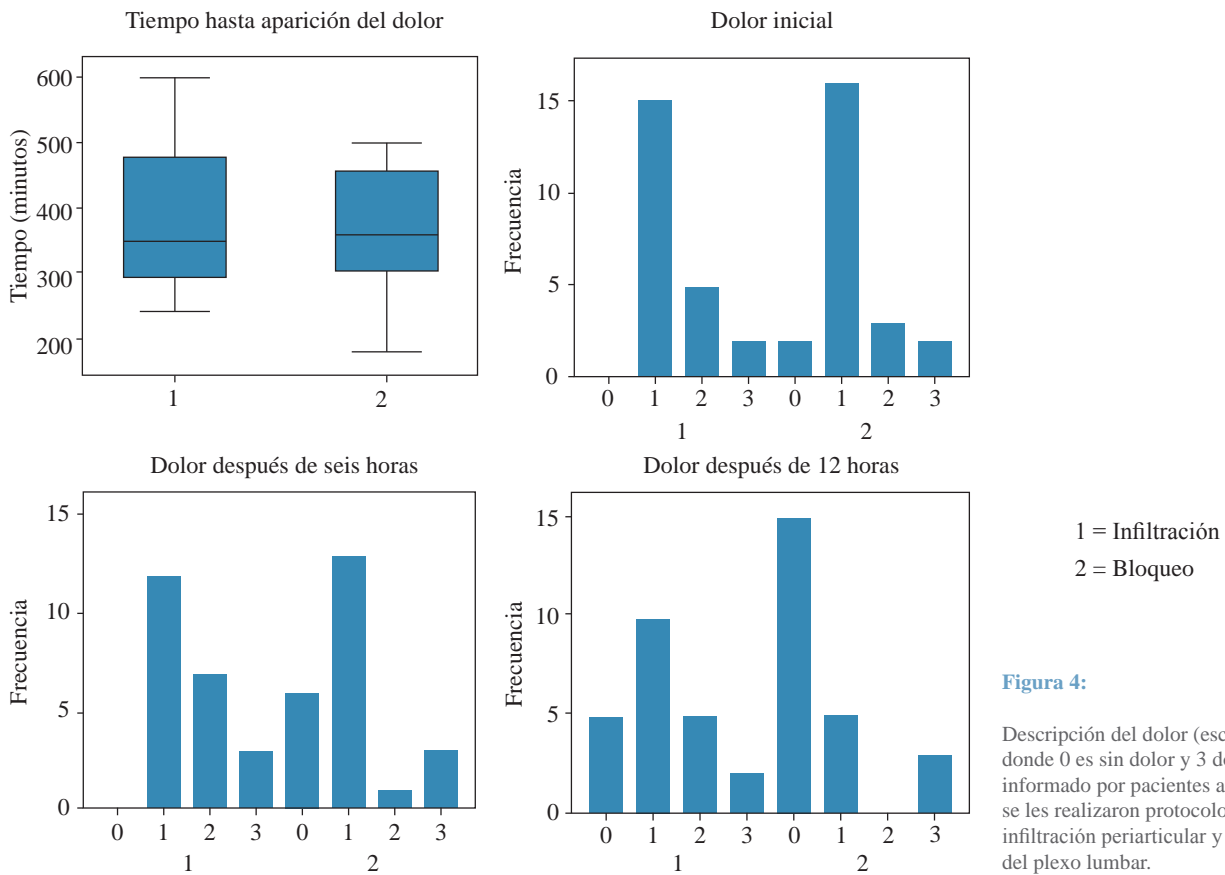 Tiempo hasta aparición del dolor
Tiempo (minutos)
600
500
400
300
200
1 2
Dolor inicial
Frecuencia
15
10
5
0
0 1 2 3 0 1 2 3
1 2
Dolor después de seis horas
Frecuencia
15
10
5
0
0 1 2 3 0 1 2 3
1 2
Dolor después de 12 horas
Frecuencia
15
10
5
0
0 1 2 3 0 1 2 3
1 2
1 = Infiltración
2 = Bloqueo
Figura 4:
Descripción del dolor
donde 0 es sin dolor y 3
informado por pacientes
se les realizaron
infiltración periarticular y
del plexo lumbar.